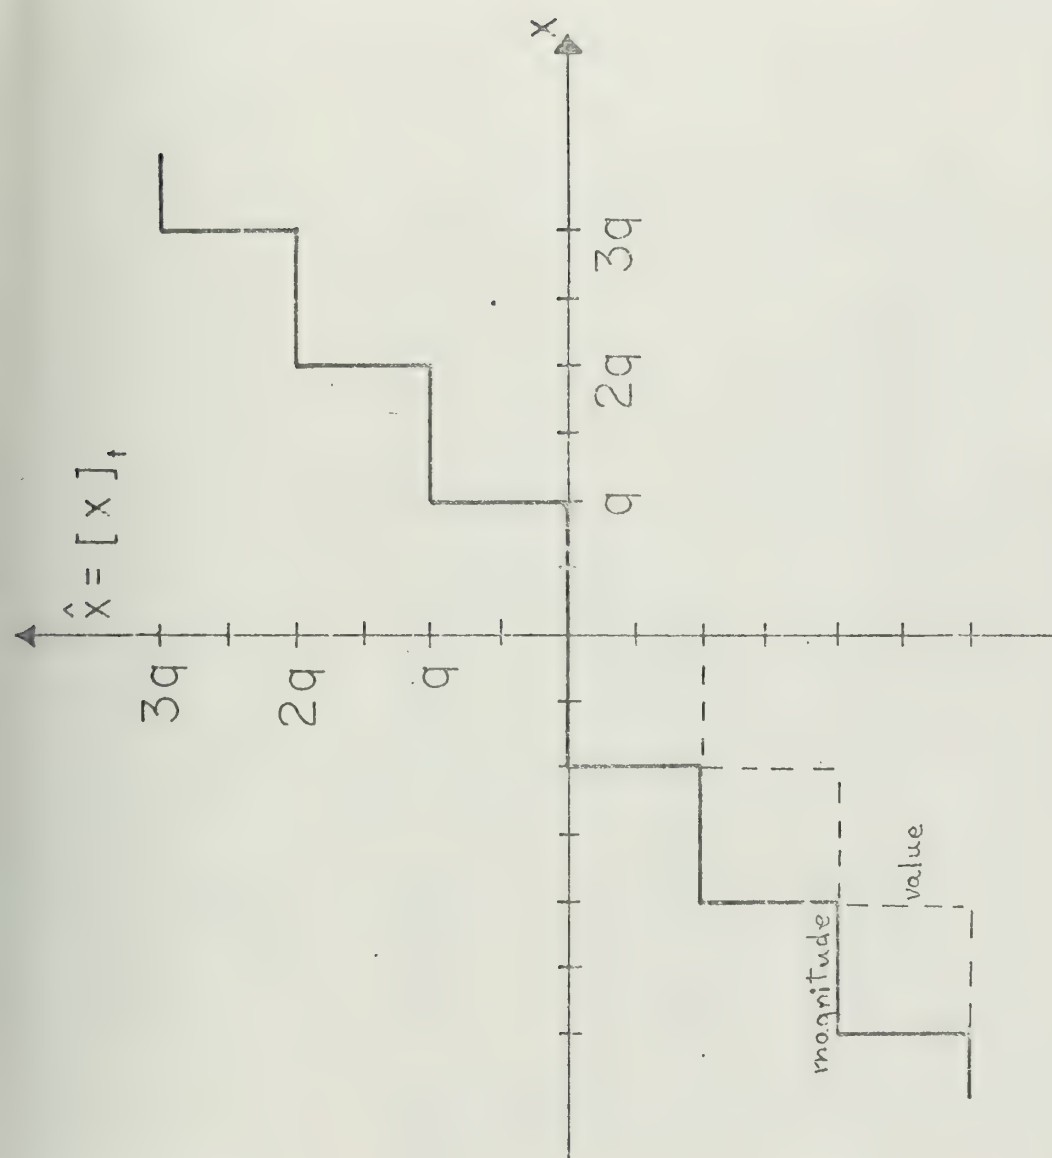 x̂ = [ x ]t
3q
2q
q
x
q
2q
3q
magnitude
value